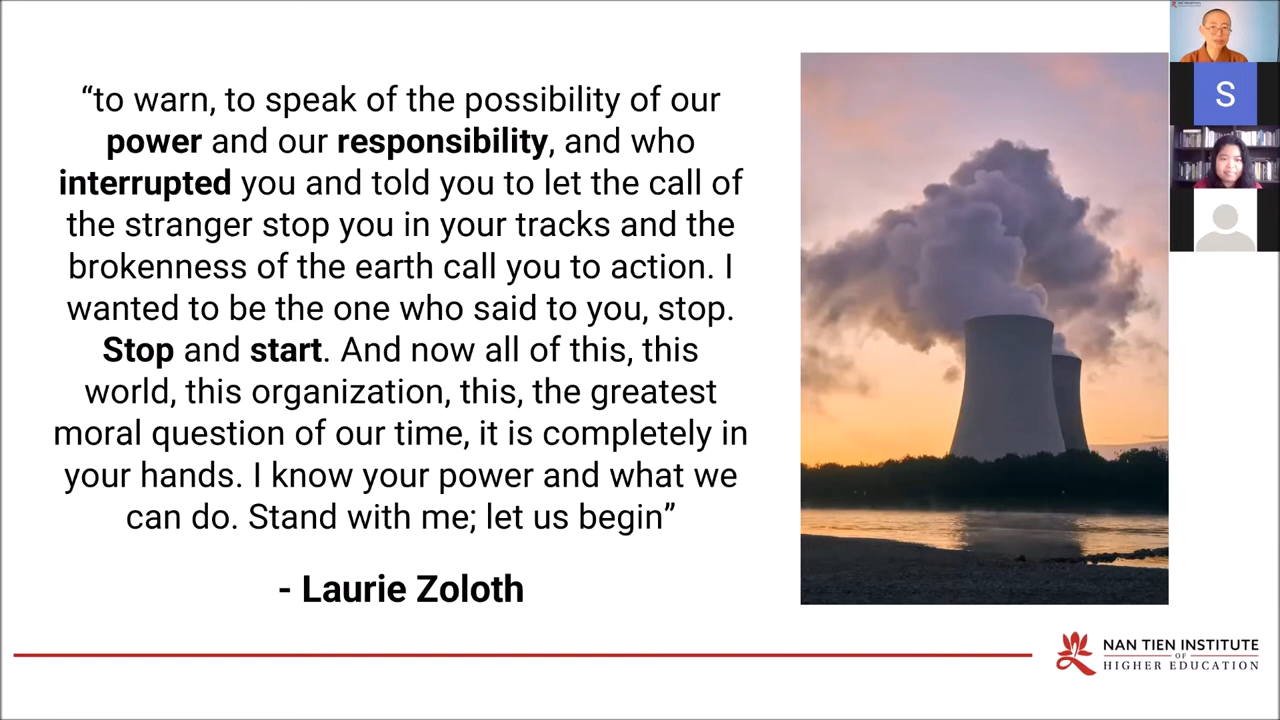 “to warn, to speak of the possibility of our
power and our responsibility, and who
interrupted you and told you to let the call of
the stranger stop you in your tracks and the
brokenness of the earth call you to action. I
wanted to be the one who said to you, stop.
Stop and start. And now all of this, this
world, this organization, this, the greatest
moral question of our time, it is completely in
your hands. I know your power and what we
can do. Stand with me; let us begin”
- Laurie Zoloth
S
NAN TIEN INSTITUTE
OF
HIGHER EDUCATION